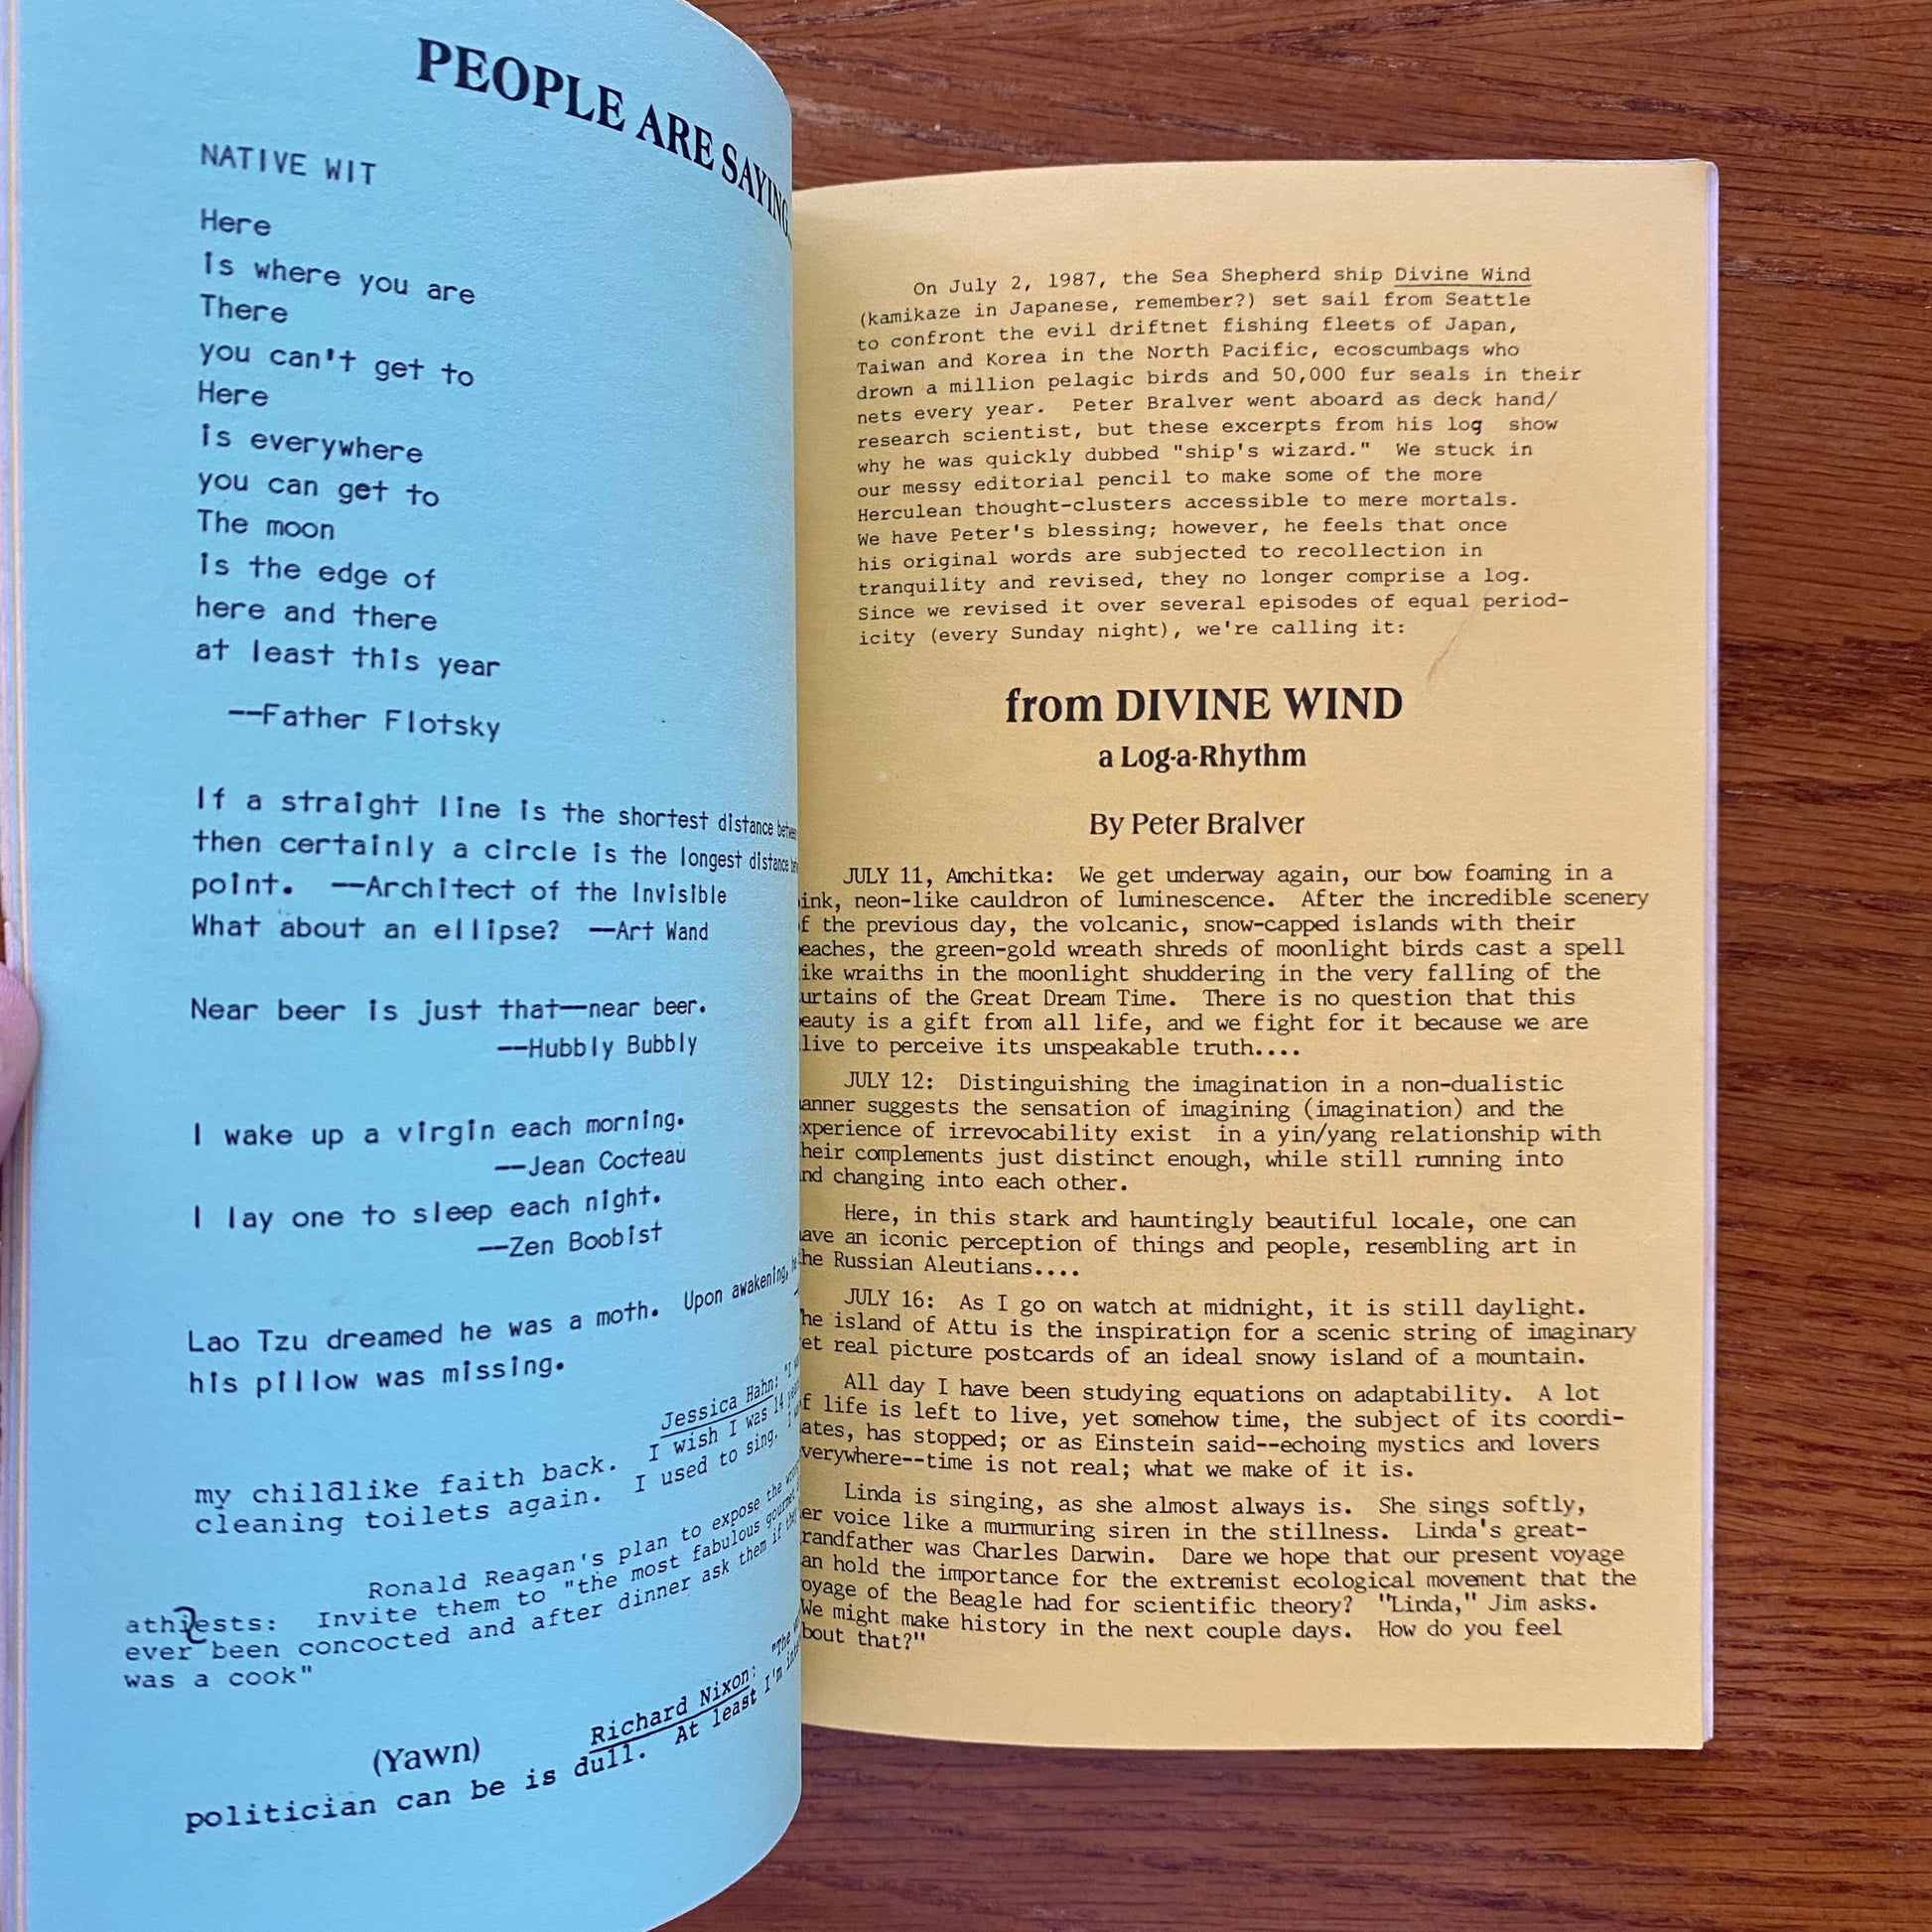 PEOPLE ARE SAYING
NATIVE WIT
Here
is where you are
There
you can't get to
Here
is everywhere
you can get to
The moon
is the edge of
here and there
at least this year
--Father Flotsky
If a straight line is the shortest distance
then certainly a circle is the longest distance
point. --Architect of the Invisible
What about an ellipse? --Art Wand
Near beer is just that--near beer.
--Hubbly Bubbly
I wake up a virgin each morning.
--Jean Cocteau
I lay one to sleep each night.
--Zen Boobist
Lao Tzu dreamed he was a moth. Upon awakening,
his pillow was missing.
Jessica Hahn: "I
my childlike faith back. I wish I was 14
cleaning toilets again. I used to sing. I
Ronald Reagan's plan to expose the
athiests: Invite them to "the most fabulous gourmet
ever been concocted and after dinner ask them if
was a cook"
(Yawn)
Richard Nixon: "The
politician can be is dull. At least I'm
On July 2, 1987, the Sea Shepherd ship Divine Wind
(kamikaze in Japanese, remember?) set sail from Seattle
to confront the evil driftnet fishing fleets of Japan,
Taiwan and Korea in the North Pacific, ecoscumbags who
drown a million pelagic birds and 50,000 fur seals in their
nets every year. Peter Bralver went aboard as deck hand/
research scientist, but these excerpts from his log show
why he was quickly dubbed "ship's wizard." We stuck in
our messy editorial pencil to make some of the more
Herculean thought-clusters accessible to mere mortals.
We have Peter's blessing; however, he feels that once
his original words are subjected to recollection in
tranquility and revised, they no longer comprise a log.
Since we revised it over several episodes of equal period-
icity (every Sunday night), we're calling it:
from DIVINE WIND
a Log-a-Rhythm
By Peter Bralver
JULY 11, Amchitka: We get underway again, our bow foaming in a
ink, neon-like cauldron of luminescence. After the incredible scenery
f the previous day, the volcanic, snow-capped islands with their
eaches, the green-gold wreath shreds of moonlight birds cast a spell
ike wraiths in the moonlight shuddering in the very falling of the
urtains of the Great Dream Time. There is no question that this
eauty is a gift from all life, and we fight for it because we are
live to perceive its unspeakable truth....
JULY 12: Distinguishing the imagination in a non-dualistic
anner suggests the sensation of imagining (imagination) and the
xperience of irrevocability exist in a yin/yang relationship with
heir complements just distinct enough, while still running into
nd changing into each other.
Here, in this stark and hauntingly beautiful locale, one can
ave an iconic perception of things and people, resembling art in
he Russian Aleutians....
JULY 16: As I go on watch at midnight, it is still daylight.
he island of Attu is the inspiration for a scenic string of imaginary
et real picture postcards of an ideal snowy island of a mountain.
All day I have been studying equations on adaptability. A lot
f life is left to live, yet somehow time, the subject of its coordi-
ates, has stopped; or as Einstein said--echoing mystics and lovers
verywhere--time is not real; what we make of it is.
Linda is singing, as she almost always is. She sings softly,
er voice like a murmuring siren in the stillness. Linda's great-
randfather was Charles Darwin. Dare we hope that our present voyage
an hold the importance for the extremist ecological movement that the
oyage of the Beagle had for scientific theory? "Linda," Jim asks.
We might make history in the next couple days. How do you feel
bout that?"